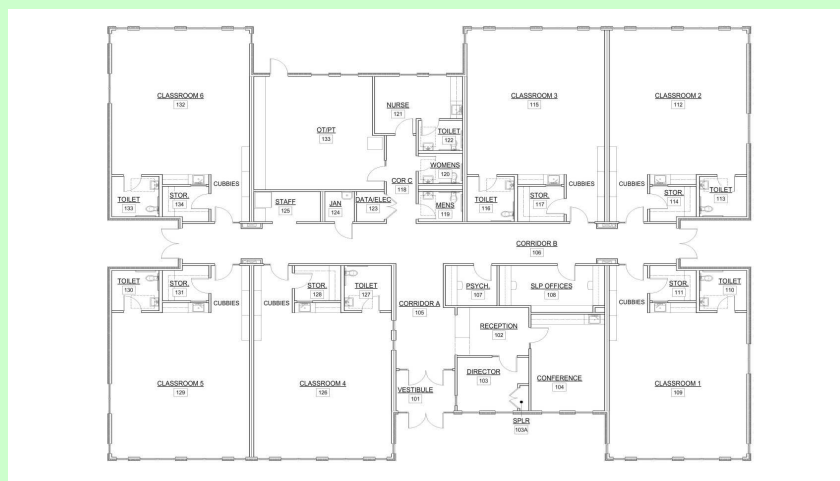 CLASSROOM 6
132
CLASSROOM 3
115
CLASSROOM 2
112
NURSE
121
OT/PT
133
TOILET
122
WOMENS
120
COR C
118
CUBBIES
CUBBIES
CUBBIES
TOILET
133
STOR.
134
STAFF
125
JAN
124
DATA/ELEC
123
MENS
119
TOILET
116
STOR.
117
STOR.
114
TOILET
113
CORRIDOR B
106
TOILET
130
STOR.
131
STOR.
128
TOILET
127
PSYCH.
107
SLP OFFICES
108
STOR.
111
TOILET
110
CUBBIES
CUBBIES
CORRIDOR A
105
CUBBIES
RECEPTION
102
DIRECTOR
103
CONFERENCE
104
CLASSROOM 5
129
CLASSROOM 4
126
VESTIBULE
101
CLASSROOM 1
109
SPLR
103A